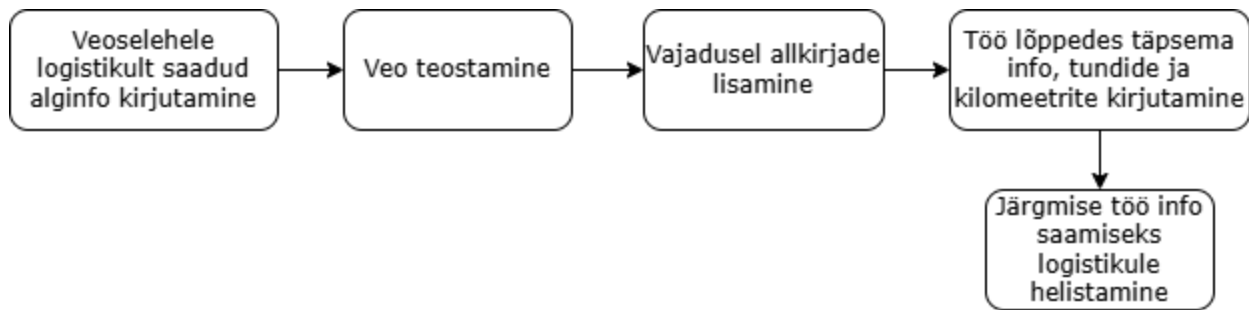 Veoselehele
logistikult saadud
alginfo kirjutamine
Veo teostamine
Vajadusel allkirjade
lisamine
Töö lõppedes täpsema
info, tundide ja
kilomeetrite kirjutamine
Järgmise töö info
saamiseks
logistikule
helistamine